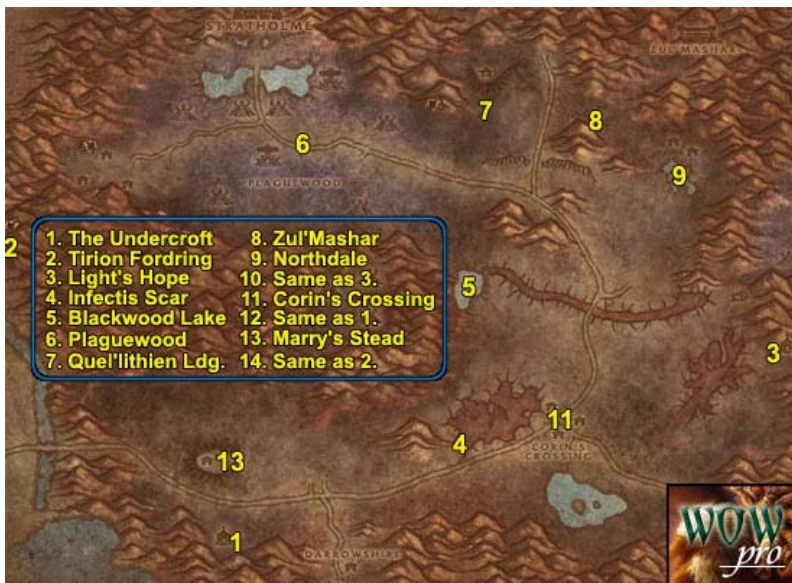 STRATHOLME
ZUL'MASHAR
7
8
6
9
PLAGUEWOOD
2
1. The Undercroft
2. Tirion Fordring
3. Light's Hope
4. Infectis Scar
5. Blackwood Lake
6. Plaguewood
7. Quel'lithien Ldg.
8. Zul'Mashar
9. Northdale
10. Same as 3.
11. Corin's Crossing
12. Same as 1.
13. Marry's Stead
14. Same as 2.
5
3
11
4
CORIN'S
CROSSING
13
1
DARROWSHIRE
WOW
pro